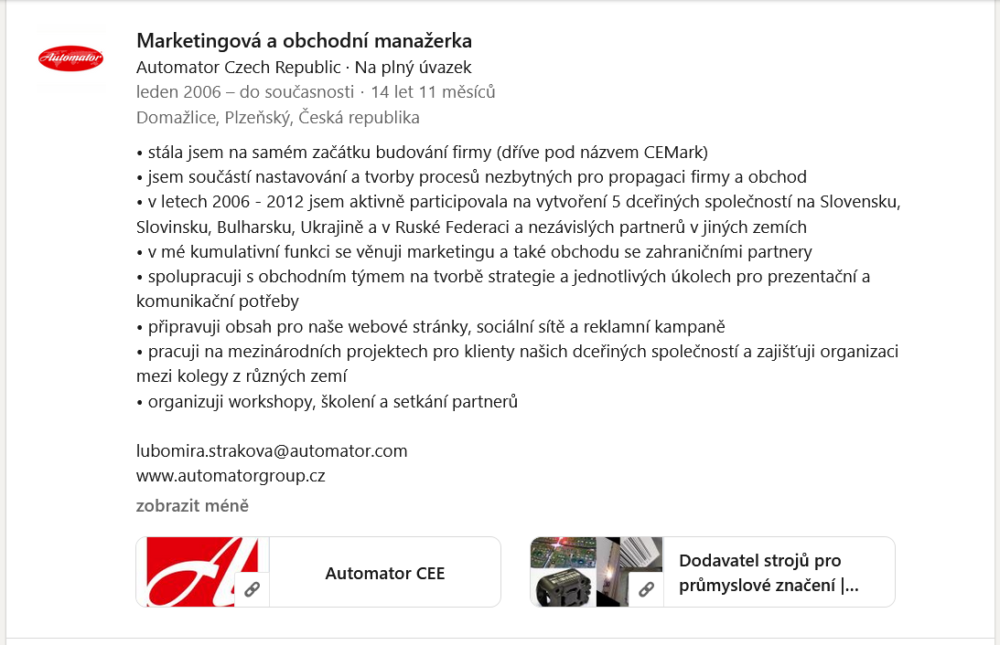 Automator
Marketingová a obchodní manažerka
Automator Czech Republic · Na plný úvazek
leden 2006 – do současnosti · 14 let 11 měsíců
Domažlice, Plzeňský, Česká republika
• stála jsem na samém začátku budování firmy (dříve pod názvem CEMark)
• jsem součástí nastavování a tvorby procesů nezbytných pro propagaci firmy a obchod
• v letech 2006 - 2012 jsem aktivně participovala na vytvoření 5 dceřiných společností na Slovensku,
Slovinsku, Bulharsku, Ukrajině a v Ruské Federaci a nezávislých partnerů v jiných zemích
• v mé kumulativní funkci se věnuji marketingu a také obchodu se zahraničními partnery
• spolupracuji s obchodním týmem na tvorbě strategie a jednotlivých úkolech pro prezentační a
komunikační potřeby
• připravuji obsah pro naše webové stránky, sociální sítě a reklamní kampaně
• pracuji na mezinárodních projektech pro klienty našich dceřiných společností a zajišťuji organizaci
mezi kolegy z různých zemí
• organizuji workshopy, školení a setkání partnerů
lubomira.strakova@automator.com
www.automatorgroup.cz
zobrazit méně
Automator CEE
Dodavatel strojů pro
průmyslové značení |...